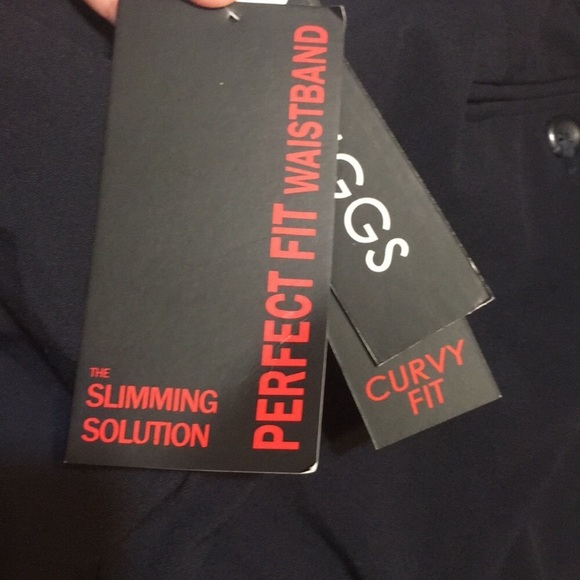 PERFECT FIT WAISTBAND
THE
SLIMMING
SOLUTION
GGS
CURVY
FIT